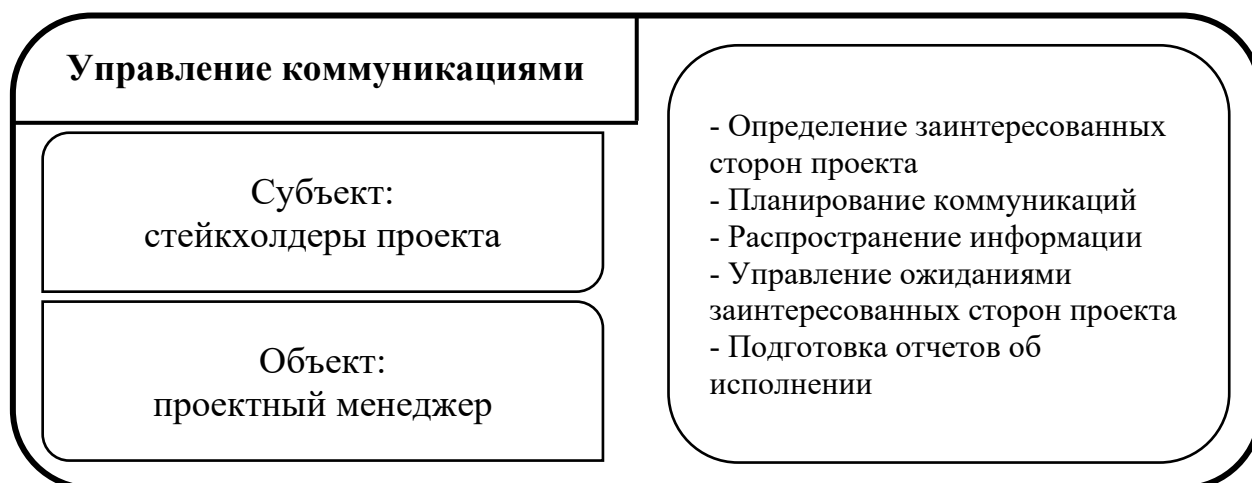 Управление коммуникациями
Субъект:
стейкхолдеры проекта
Объект:
проектный менеджер
- Определение заинтересованных
сторон проекта
- Планирование коммуникаций
- Распространение информации
- Управление ожиданиями
заинтересованных сторон проекта
- Подготовка отчетов об
исполнении